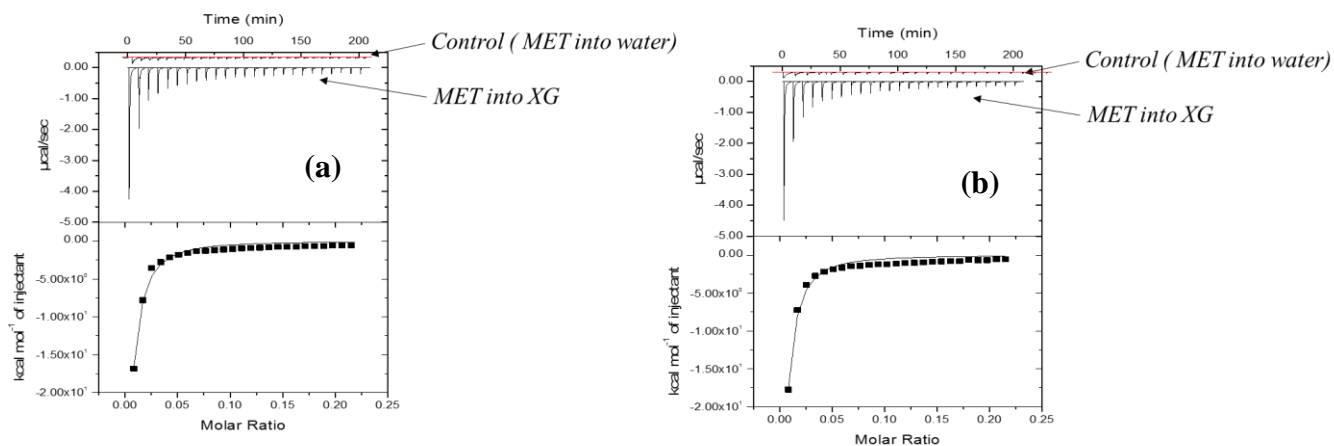 Time (min)
0 50 100 150 200
Control ( MET into water)
0.00
-1.00
-2.00
-3.00
-4.00
-5.00
µcal/sec
MET into XG
(a)
0.00
-5.00x10⁰
-1.00x10¹
-1.50x10¹
-2.00x10¹
kcal mol⁻¹ of injectant
0.00 0.05 0.10 0.15 0.20 0.25
Molar Ratio
Time (min)
0 50 100 150 200
Control ( MET into water)
0.00
-1.00
-2.00
-3.00
-4.00
-5.00
µcal/sec
MET into XG
(b)
0.00
-5.00x10⁰
-1.00x10¹
-1.50x10¹
-2.00x10¹
kcal mol⁻¹ of injectant
0.00 0.05 0.10 0.15 0.20 0.25
Molar Ratio